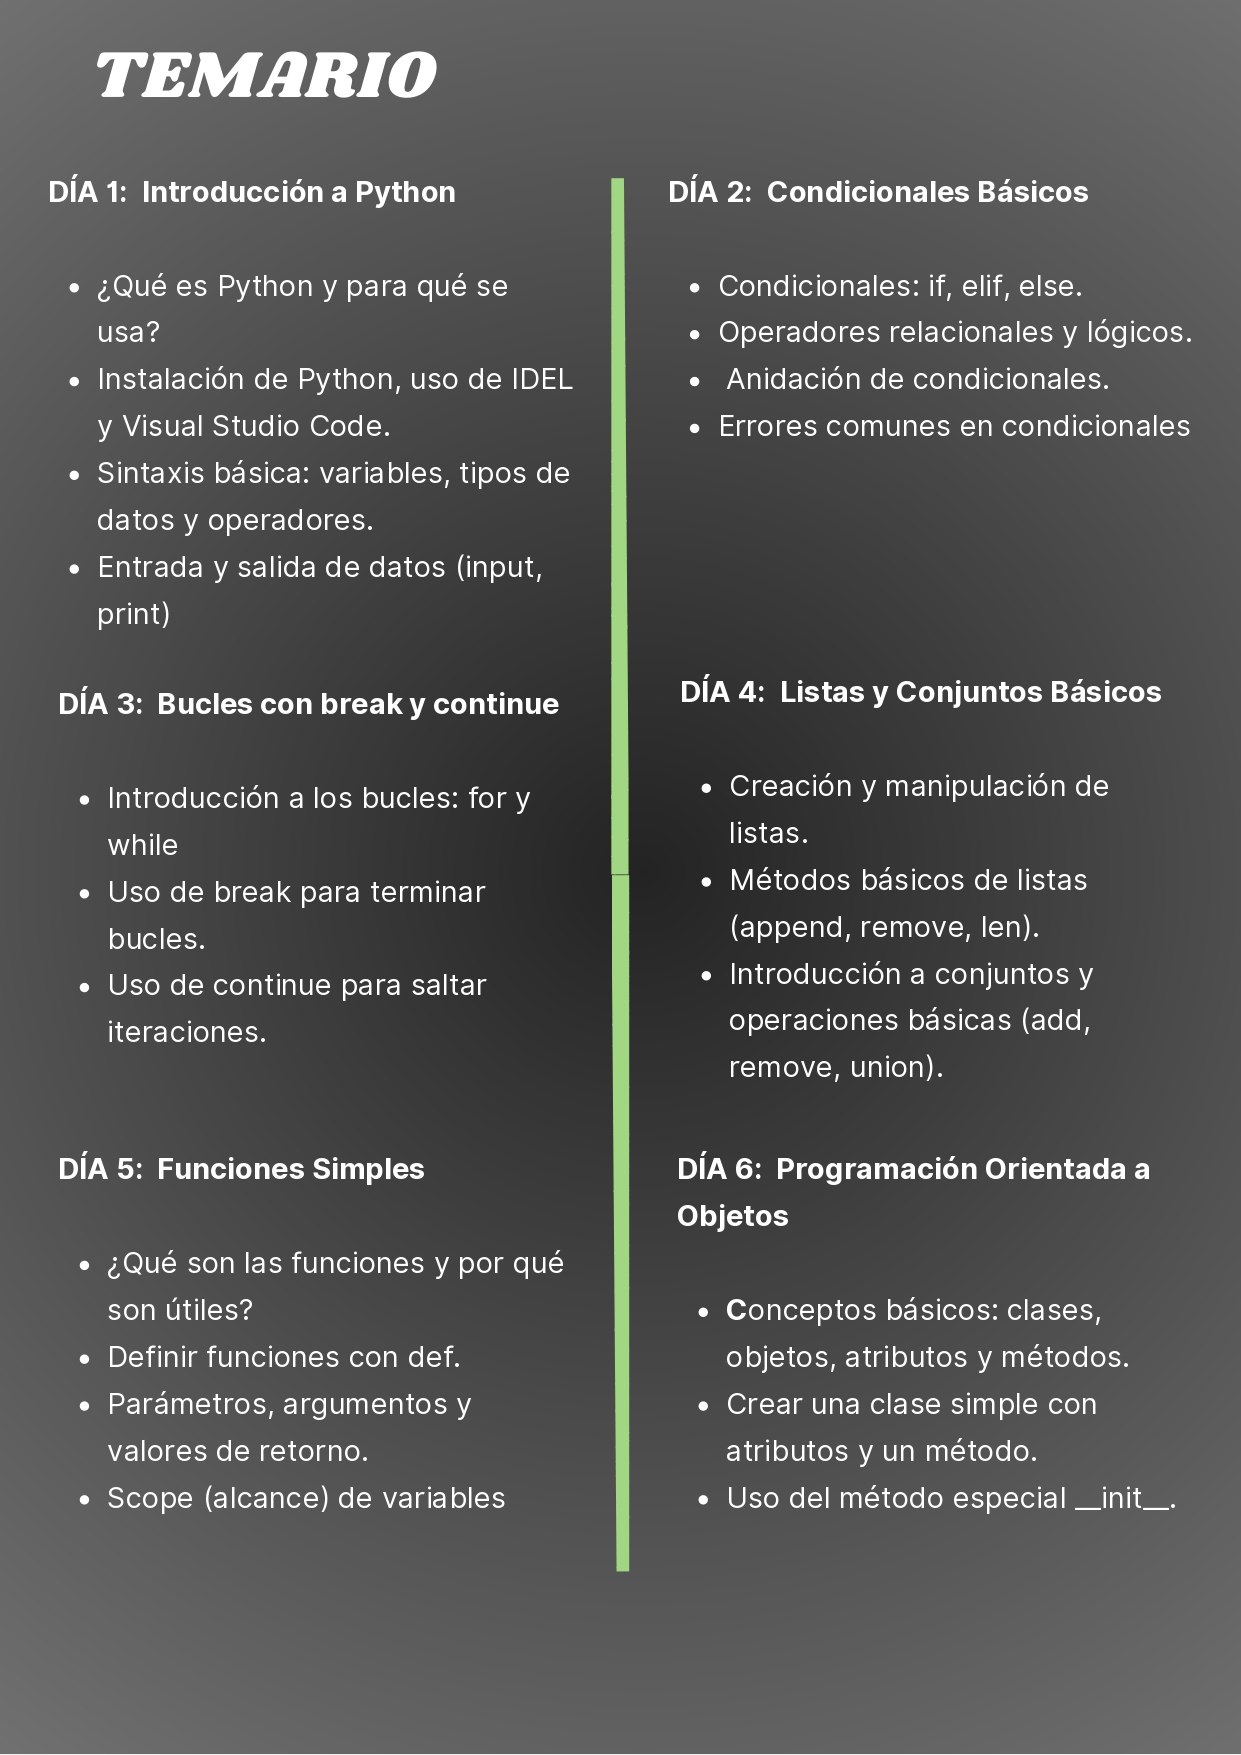 TEMARIO
DÍA 1:  Introducción a Python
• ¿Qué es Python y para qué se
usa?
• Instalación de Python, uso de IDEL
y Visual Studio Code.
• Sintaxis básica: variables, tipos de
datos y operadores.
• Entrada y salida de datos (input,
print)
DÍA 2:  Condicionales Básicos
• Condicionales: if, elif, else.
• Operadores relacionales y lógicos.
•  Anidación de condicionales.
• Errores comunes en condicionales
DÍA 3:  Bucles con break y continue
• Introducción a los bucles: for y
while
• Uso de break para terminar
bucles.
• Uso de continue para saltar
iteraciones.
DÍA 4:  Listas y Conjuntos Básicos
• Creación y manipulación de
listas.
• Métodos básicos de listas
(append, remove, len).
• Introducción a conjuntos y
operaciones básicas (add,
remove, union).
DÍA 5:  Funciones Simples
• ¿Qué son las funciones y por qué
son útiles?
• Definir funciones con def.
• Parámetros, argumentos y
valores de retorno.
• Scope (alcance) de variables
DÍA 6:  Programación Orientada a
Objetos
• Conceptos básicos: clases,
objetos, atributos y métodos.
• Crear una clase simple con
atributos y un método.
• Uso del método especial __init__.